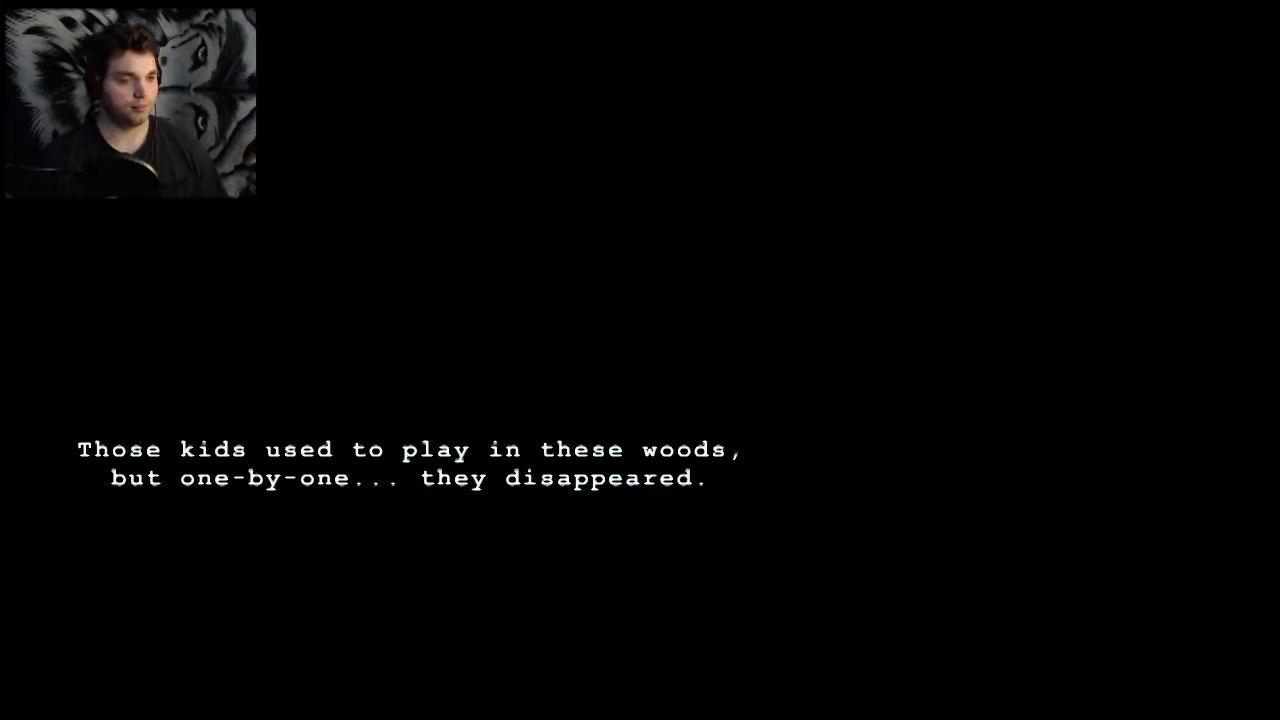 Those kids used to play in these woods,
but one-by-one... they disappeared.